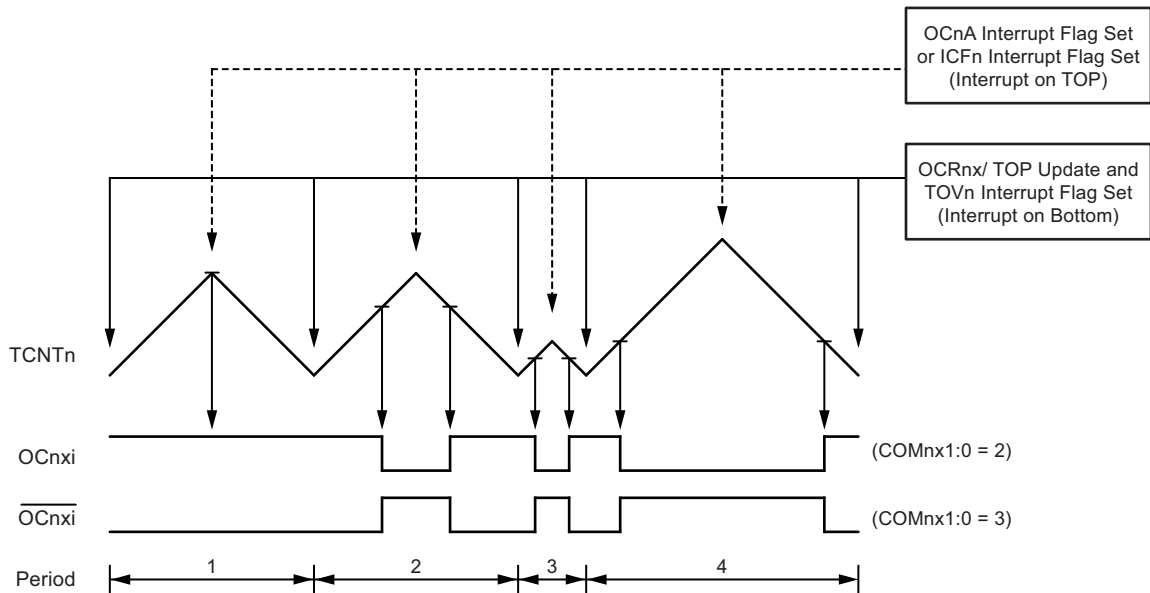 OCnA Interrupt Flag Set
or ICFn Interrupt Flag Set
(Interrupt on TOP)
OCRnx/ TOP Update and
TOVn Interrupt Flag Set
(Interrupt on Bottom)
TCNTn
OCnxi
(COMnx1:0 = 2)
OCnxi
(COMnx1:0 = 3)
Period
1
2
3
4